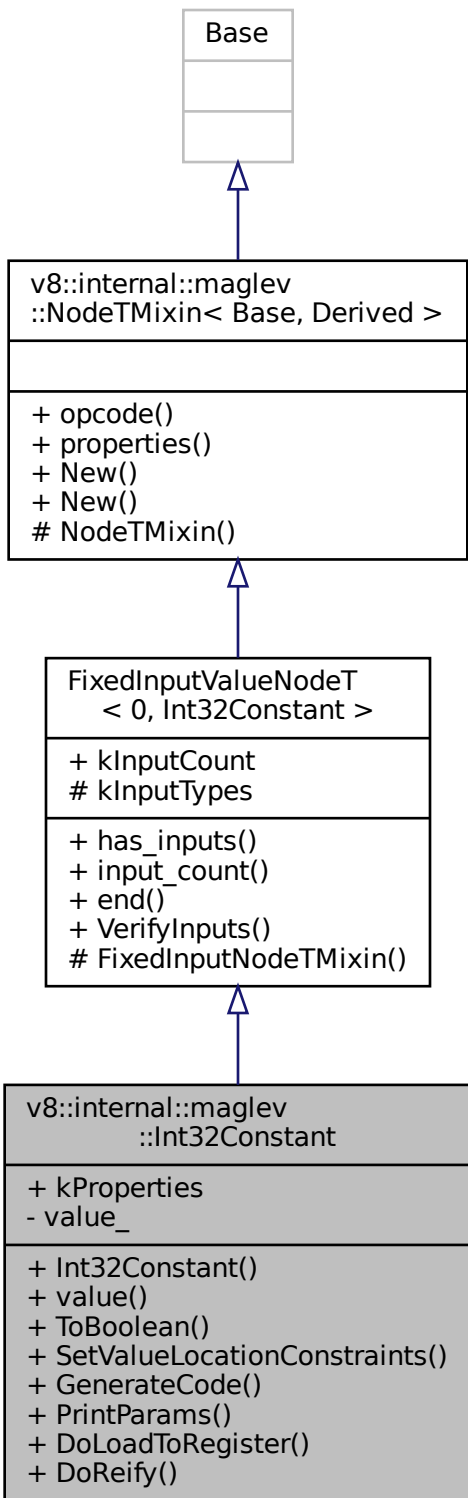 Base
v8::internal::maglev
::NodeTMixin< Base, Derived >
+ opcode()
+ properties()
+ New()
+ New()
# NodeTMixin()
FixedInputValueNodeT
< 0, Int32Constant >
+ kInputCount
# kInputTypes
+ has_inputs()
+ input_count()
+ end()
+ VerifyInputs()
# FixedInputNodeTMixin()
v8::internal::maglev
::Int32Constant
+ kProperties
- value_
+ Int32Constant()
+ value()
+ ToBoolean()
+ SetValueLocationConstraints()
+ GenerateCode()
+ PrintParams()
+ DoLoadToRegister()
+ DoReify()